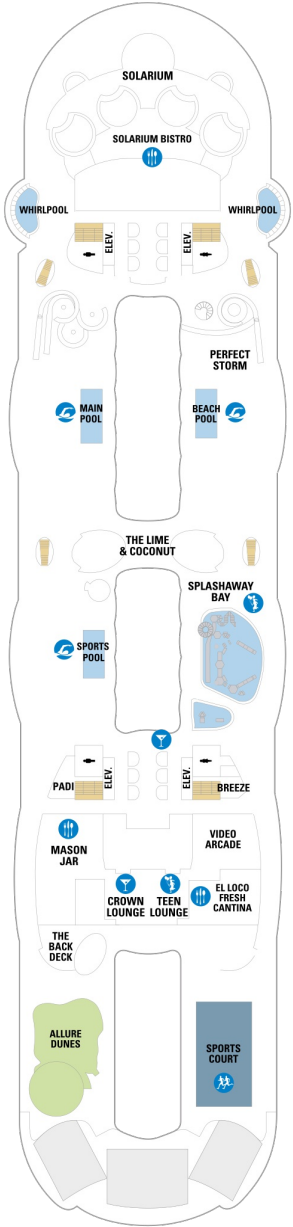 SOLARIUM
SOLARIUM BISTRO
WHIRLPOOL
WHIRLPOOL
ELEV.
ELEV.
PERFECT
STORM
MAIN
POOL
BEACH
POOL
THE LIME
& COCONUT
SPLASHAWAY
BAY
SPORTS
POOL
ELEV.
ELEV.
PADI
BREEZE
MASON
JAR
VIDEO
ARCADE
CROWN
LOUNGE
TEEN
LOUNGE
EL LOCO
FRESH
CANTINA
THE
BACK
DECK
ALLURE
DUNES
SPORTS
COURT